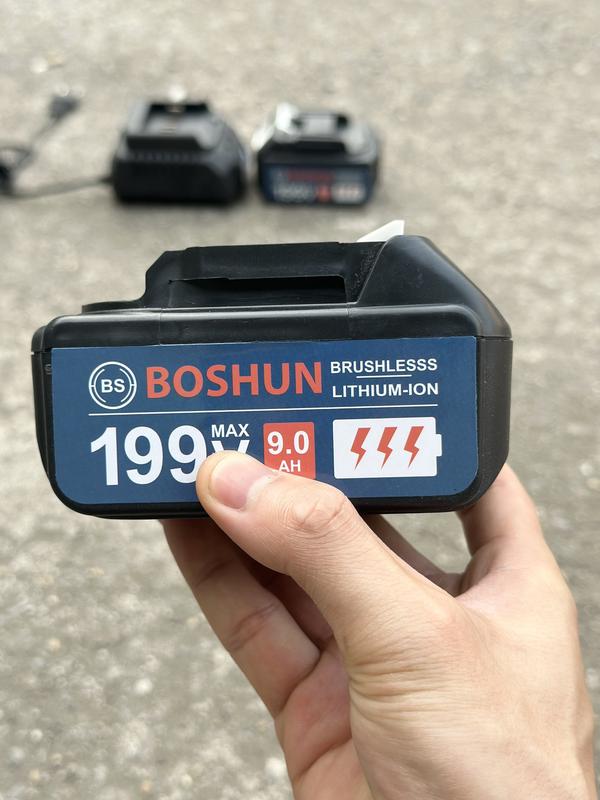 BS BOSHUN BRUSHLESSS
LITHIUM-ION
199V MAX 9.0
AH